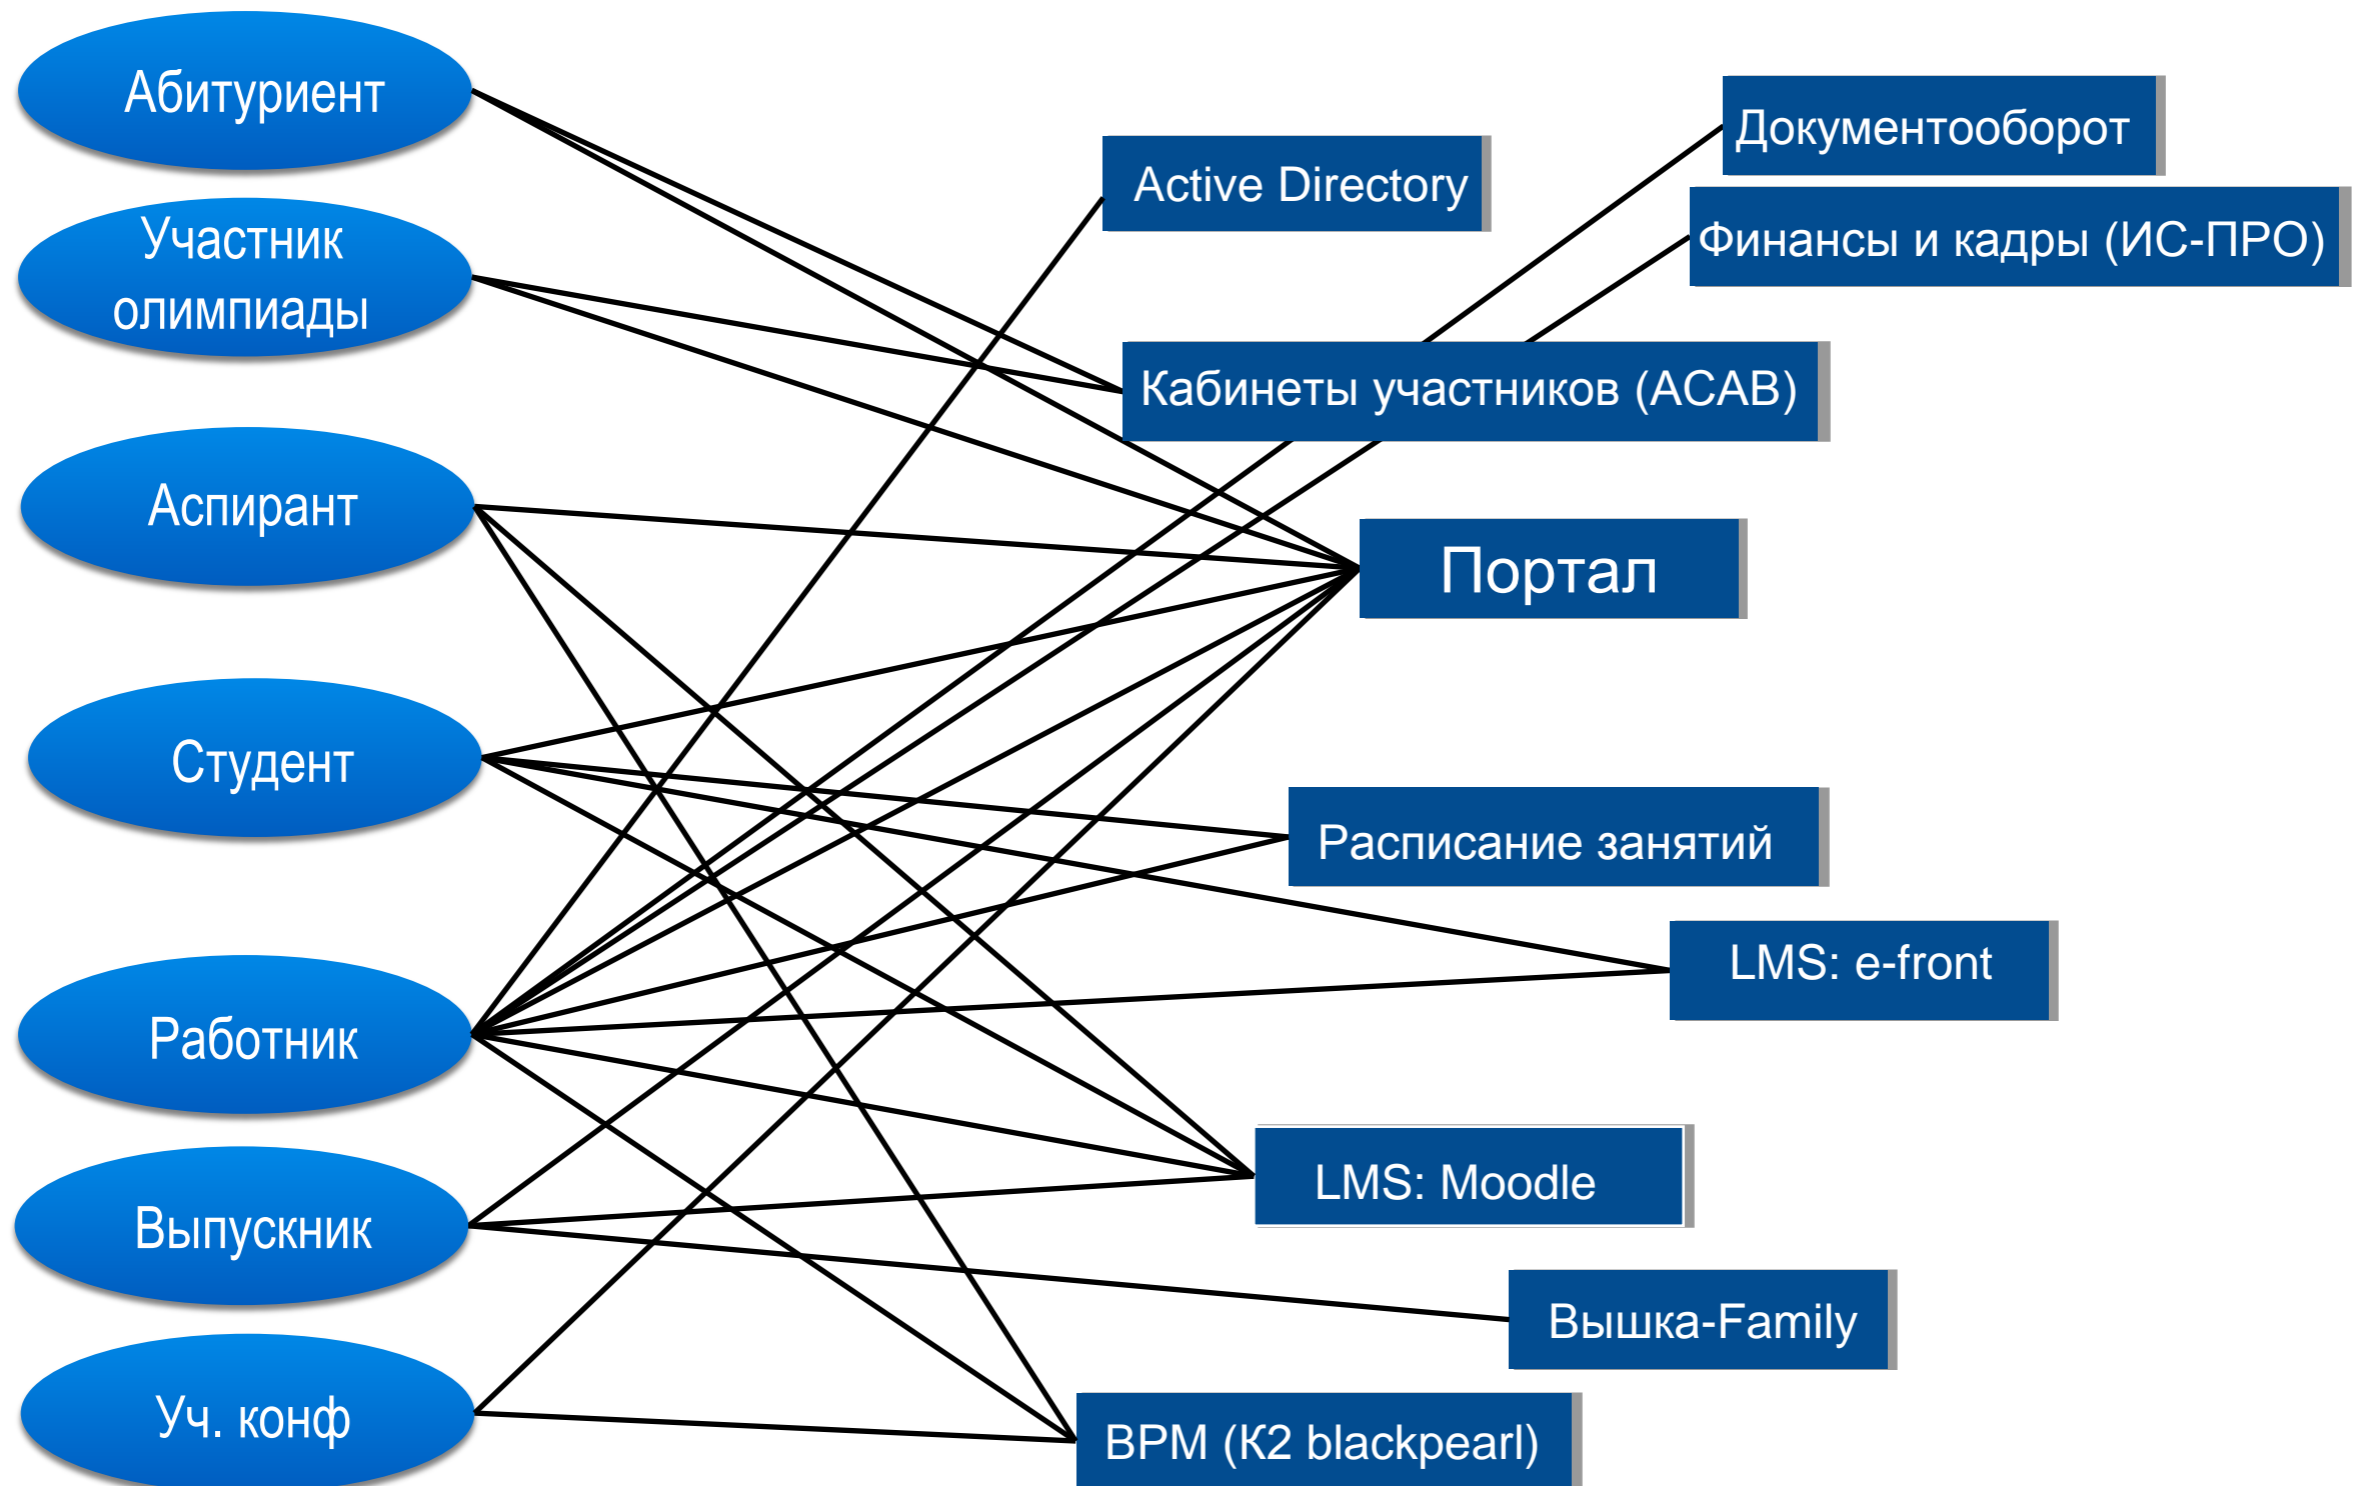 Абитуриент
Участник
олимпиады
Аспирант
Студент
Работник
Выпускник
Уч. конф
Active Directory
Документооборот
Финансы и кадры (ИС-ПРО)
Кабинеты участников (АСАВ)
Портал
Расписание занятий
LMS: e-front
LMS: Moodle
Вышка-Family
BPM (К2 blackpearl)